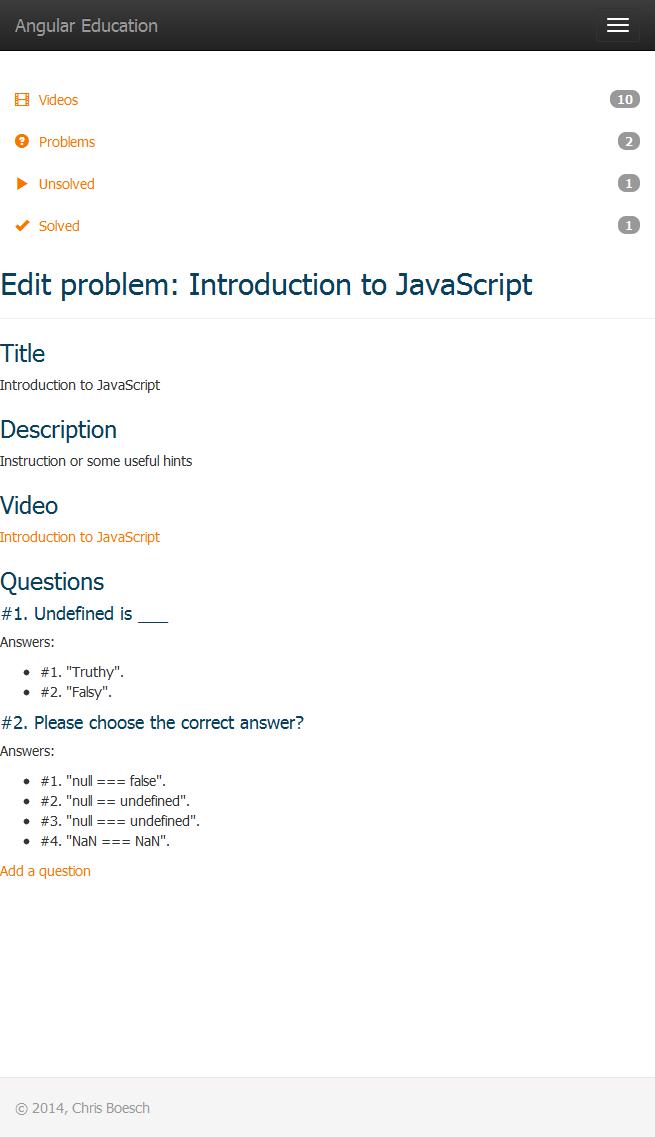 Angular Education
Videos 10
Problems 2
Unsolved 1
Solved 1
Edit problem: Introduction to JavaScript
Title
Introduction to JavaScript
Description
Instruction or some useful hints
Video
Introduction to JavaScript
Questions
#1. Undefined is ___
Answers:
#1. "Truthy".
#2. "Falsy".
#2. Please choose the correct answer?
Answers:
#1. "null === false".
#2. "null == undefined".
#3. "null === undefined".
#4. "NaN === NaN".
Add a question
© 2014, Chris Boesch